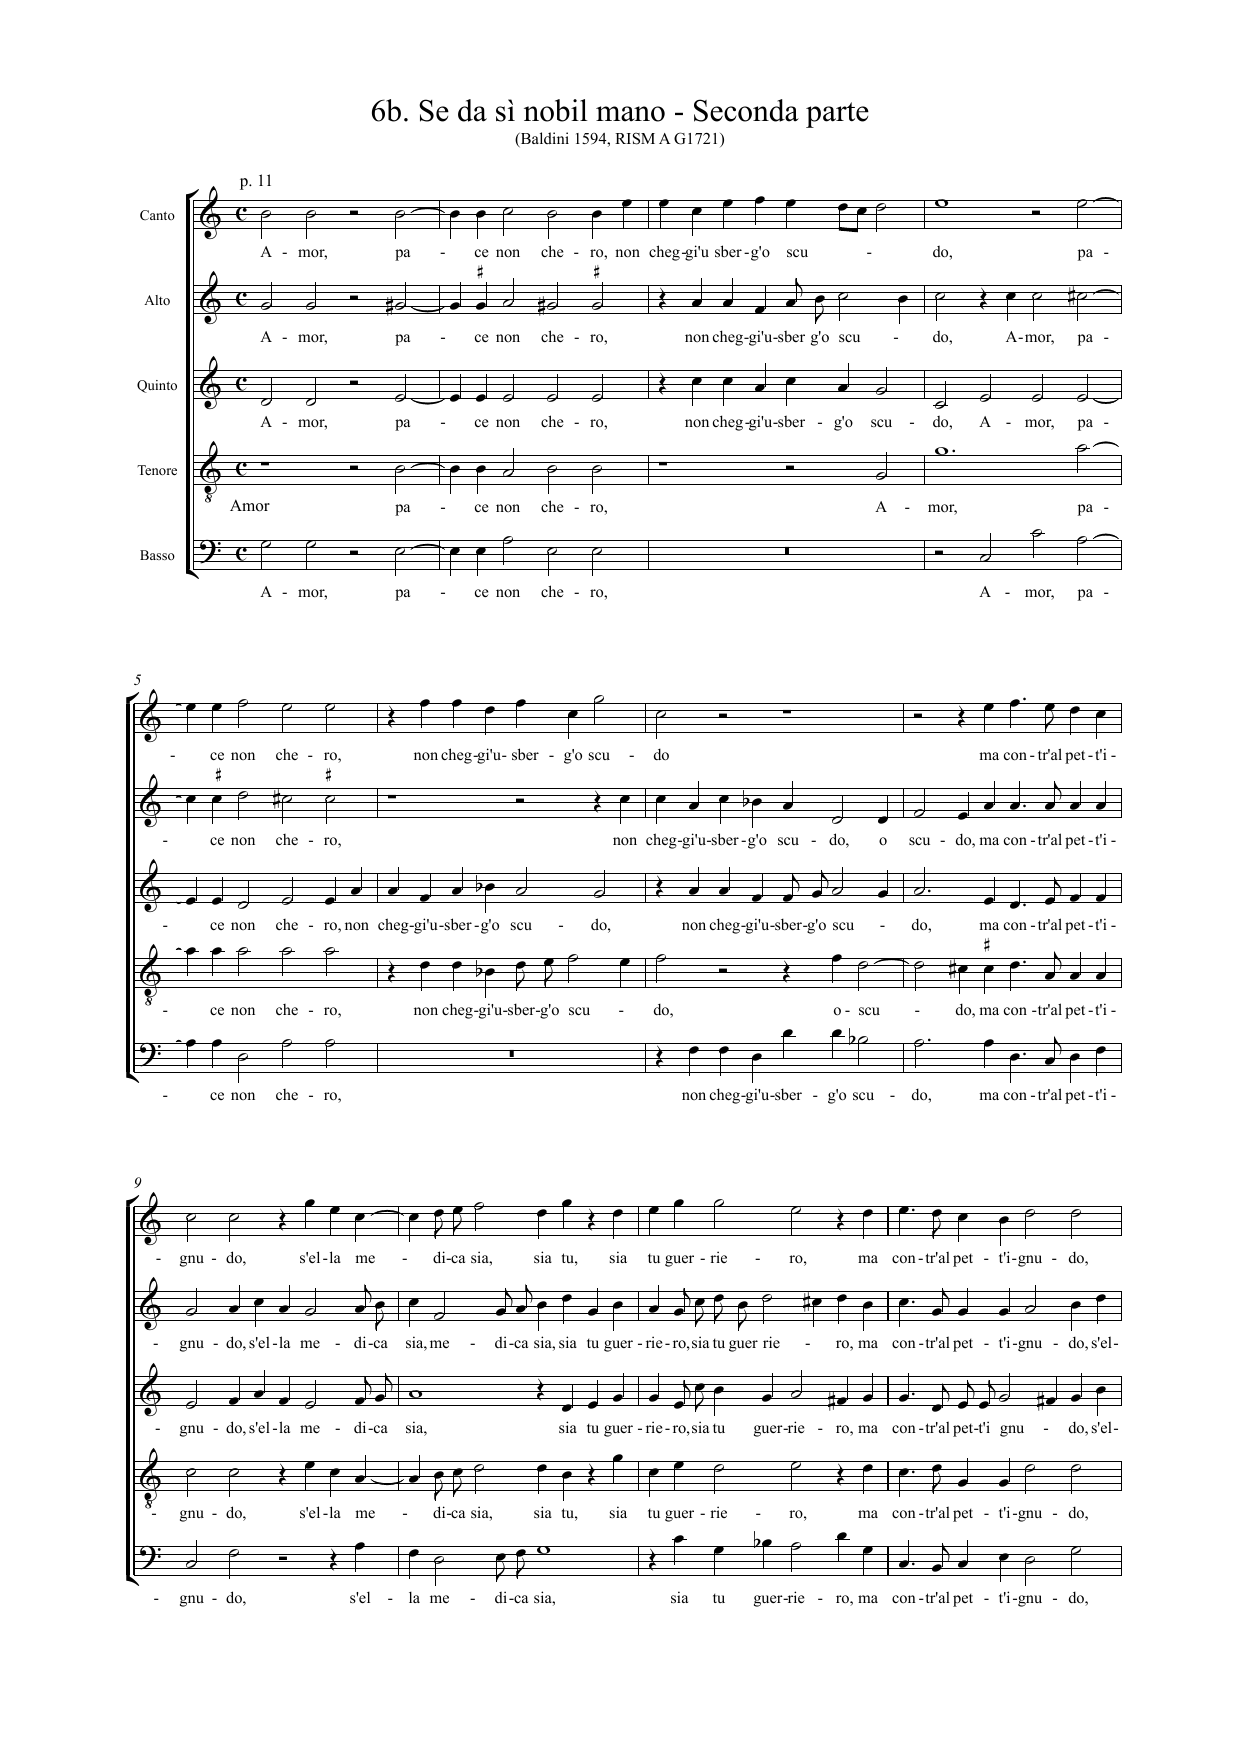 6b. Se da sì nobil mano - Seconda parte
(Baldini 1594, RISM A G1721)
p. 11
Canto
A - mor, pa - ce non che - ro, non cheg-gi'u sber-g'o scu - do, pa -
Alto
A - mor, pa - ce non che - ro, non cheg-gi'u-sber g'o scu - do, A-mor, pa -
Quinto
A - mor, pa - ce non che - ro, non cheg-gi'u-sber - g'o scu - do, A - mor, pa -
Tenore
Amor pa - ce non che - ro, A - mor, pa -
8
Basso
A - mor, pa - ce non che - ro, A - mor, pa -
5
- ce non che - ro, non cheg-gi'u- sber - g'o scu - do ma con-tr'al pet-t'i-
- ce non che - ro, non cheg-gi'u-sber-g'o scu - do, o scu - do, ma con-tr'al pet-t'i-
- ce non che - ro, non cheg-gi'u-sber-g'o scu - do, non cheg-gi'u-sber-g'o scu - do, ma con-tr'al pet-t'i-
8
- ce non che - ro, non cheg-gi'u-sber-g'o scu - do, o - scu - do, ma con-tr'al pet-t'i-
- ce non che - ro, non cheg-gi'u-sber - g'o scu - do, ma con-tr'al pet-t'i-
9
- gnu - do, s'el-la me - di-ca sia, sia tu, sia tu guer-rie - ro, ma con-tr'al pet - t'i-gnu - do,
- gnu - do, s'el-la me - di-ca sia, me - di-ca sia, sia tu guer-rie-ro, sia tu guer rie - ro, ma con-tr'al pet - t'i-gnu - do, s'el-
- gnu - do, s'el-la me - di-ca sia, sia tu guer-rie-ro, sia tu guer-rie - ro, ma con-tr'al pet-t'i gnu - do, s'el-
8
- gnu - do, s'el-la me - di-ca sia, sia tu, sia tu guer-rie - ro, ma con-tr'al pet - t'i-gnu - do,
- gnu - do, s'el - la me - di-ca sia, sia tu guer-rie - ro, ma con-tr'al pet - t'i-gnu - do,